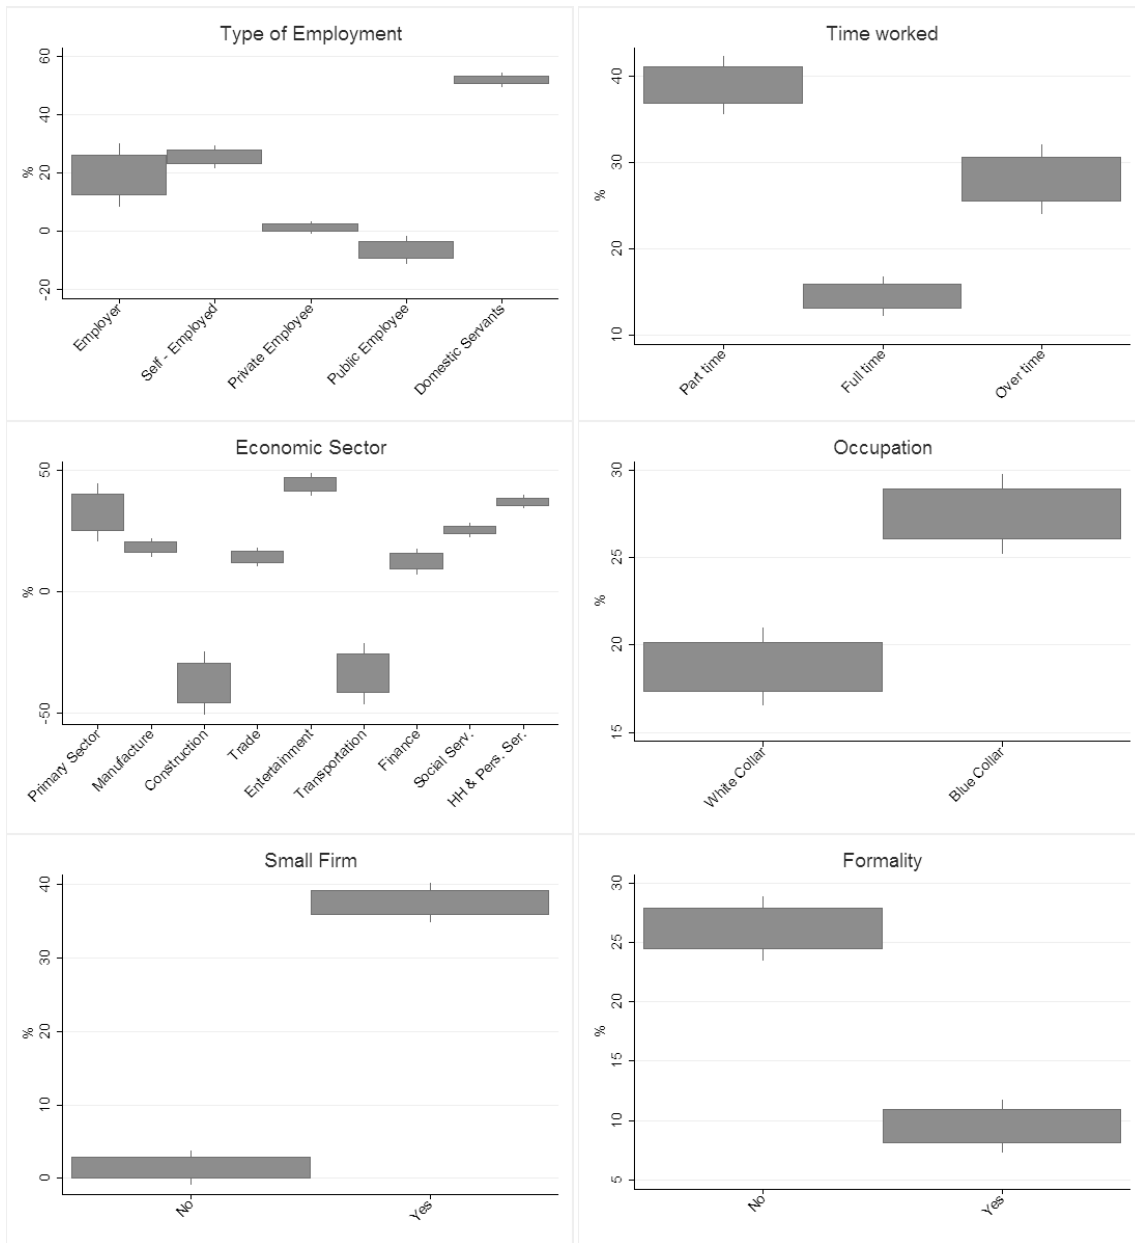 Type of Employment
%
60
40
20
0
-20
Employer
Self - Employed
Private Employee
Public Employee
Domestic Servants
Time worked
%
40
30
20
10
Part time
Full time
Over time
Economic Sector
%
50
0
-50
Primary Sector
Manufacture
Construction
Trade
Entertainment
Transportation
Finance
Social Serv.
HH & Pers. Ser.
Occupation
%
30
25
20
15
White Collar
Blue Collar
Small Firm
%
40
30
20
10
0
No
Yes
Formality
%
30
25
20
15
10
5
No
Yes